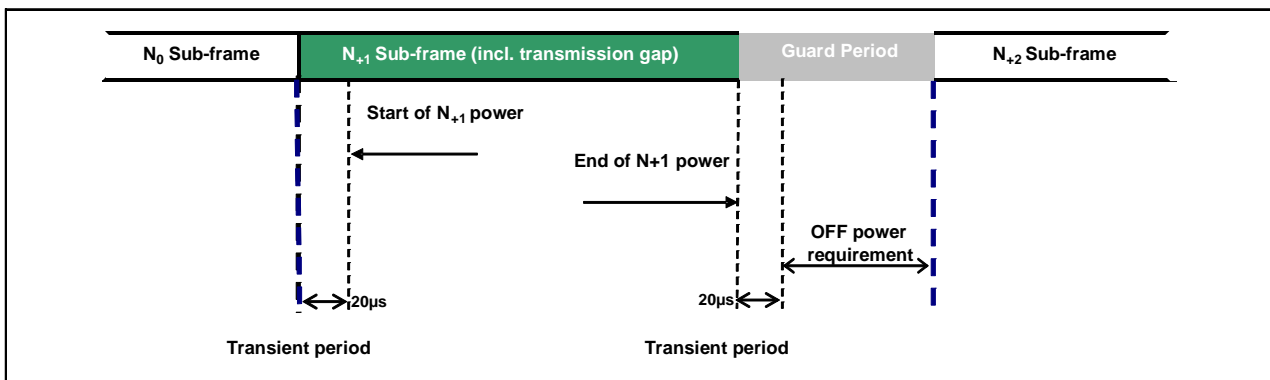 N+1 Sub-frame (incl. transmission gap)
N0 Sub-frame
Guard Period
N+2 Sub-frame
Start of N+1 power
End of N+1 power
OFF power
requirement
20µs
20µs
Transient period
Transient period